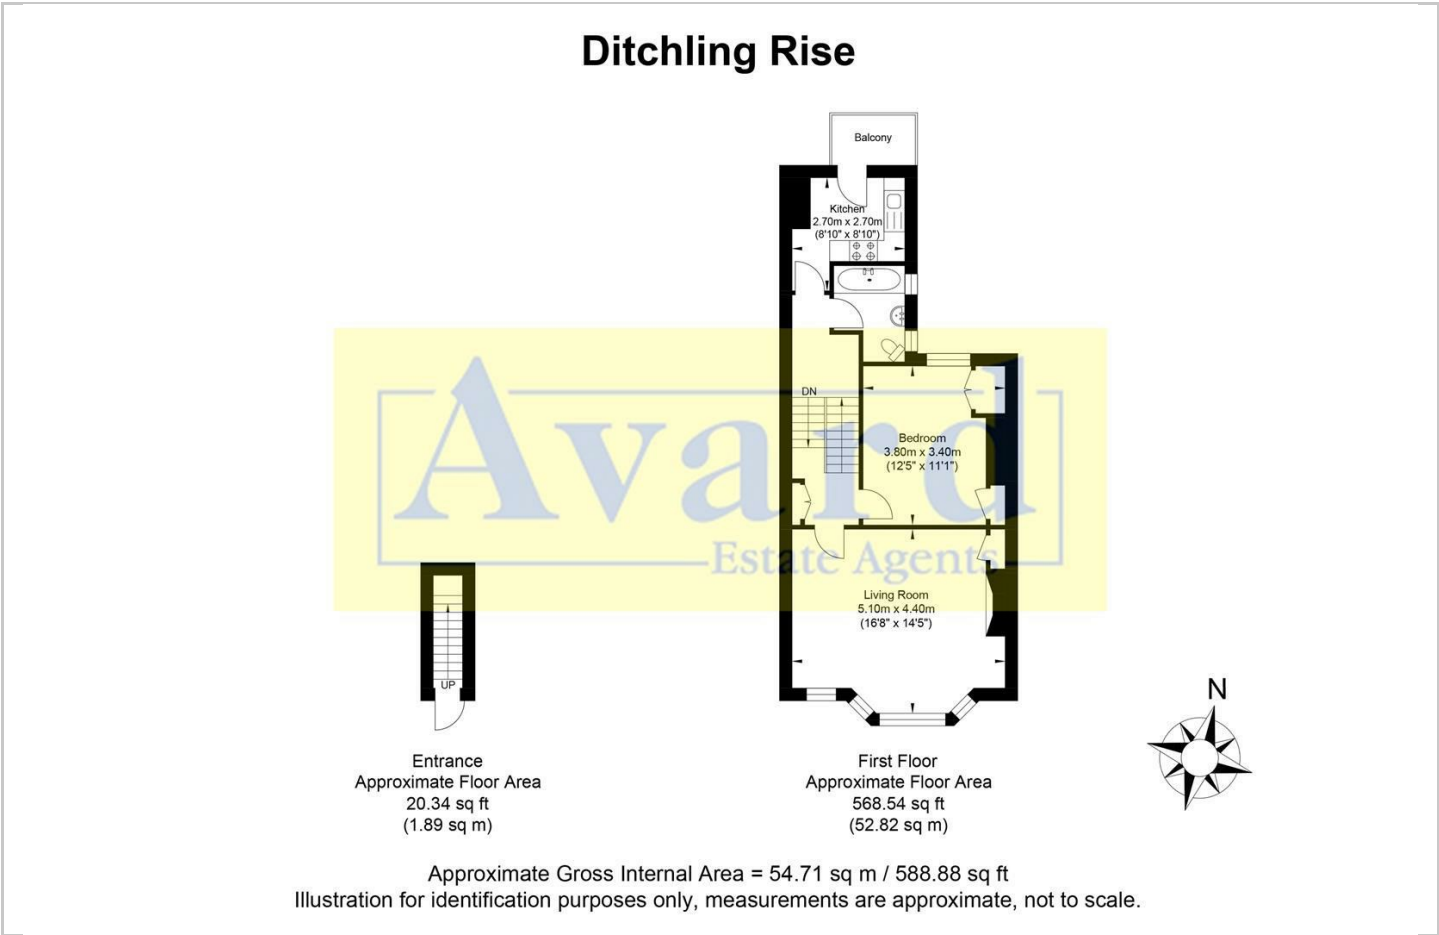 Ditchling Rise
Balcony
Kitchen
2.70m x 2.70m
(8'10" x 8'10")
DN
Bedroom
3.80m x 3.40m
(12'5" x 11'1")
Avard
Estate Agents
Living Room
5.10m x 4.40m
(16'8" x 14'5")
UP
N
Entrance
Approximate Floor Area
20.34 sq ft
(1.89 sq m)
First Floor
Approximate Floor Area
568.54 sq ft
(52.82 sq m)
Approximate Gross Internal Area = 54.71 sq m / 588.88 sq ft
Illustration for identification purposes only, measurements are approximate, not to scale.